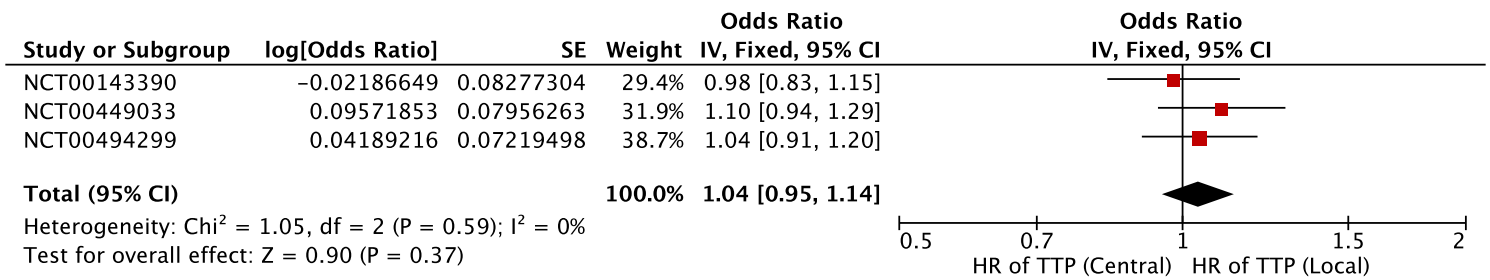 Odds Ratio Odds Ratio
Study or Subgroup log[Odds Ratio] SE Weight IV, Fixed, 95% CI IV, Fixed, 95% CI
NCT00143390 −0.02186649 0.08277304 29.4% 0.98 [0.83, 1.15]
NCT00449033 0.09571853 0.07956263 31.9% 1.10 [0.94, 1.29]
NCT00494299 0.04189216 0.07219498 38.7% 1.04 [0.91, 1.20]
Total (95% CI) 100.0% 1.04 [0.95, 1.14]
Heterogeneity: Chi² = 1.05, df = 2 (P = 0.59); I² = 0%
Test for overall effect: Z = 0.90 (P = 0.37)
0.5 0.7 1 1.5 2
HR of TTP (Central) HR of TTP (Local)